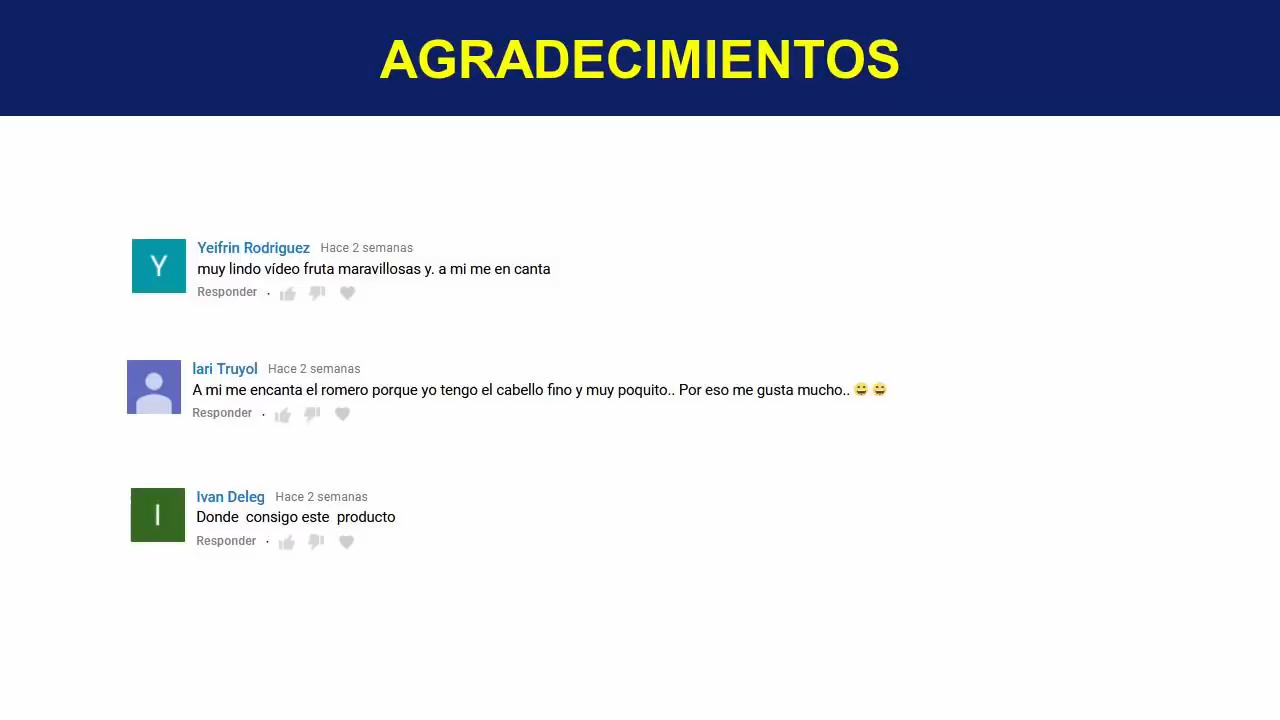 AGRADECIMIENTOS
Y
Yeifrin Rodriguez Hace 2 semanas
muy lindo vídeo fruta maravillosas y. a mi me en canta
Responder ·
lari Truyol Hace 2 semanas
A mi me encanta el romero porque yo tengo el cabello fino y muy poquito.. Por eso me gusta mucho.. 😄😄
Responder ·
I
Ivan Deleg Hace 2 semanas
Donde consigo este producto
Responder ·